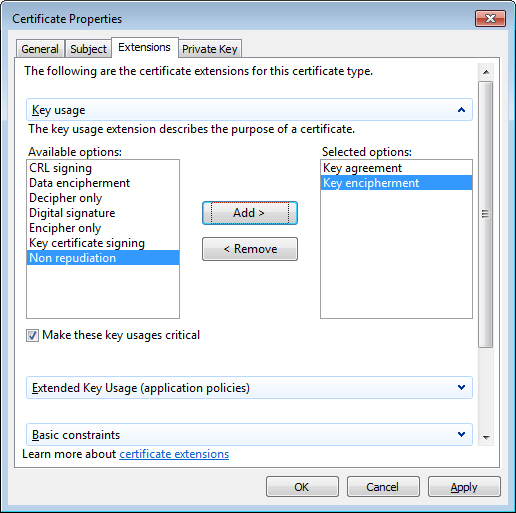 Certificate Properties
General Subject Extensions Private Key
The following are the certificate extensions for this certificate type.
Key usage
The key usage extension describes the purpose of a certificate.
Available options: Selected options:
CRL signing
Data encipherment
Decipher only
Digital signature
Encipher only
Key certificate signing
Non repudiation
Add >
< Remove
Key agreement
Key encipherment
Make these key usages critical
Extended Key Usage (application policies)
Basic constraints
Learn more about certificate extensions
OK Cancel Apply